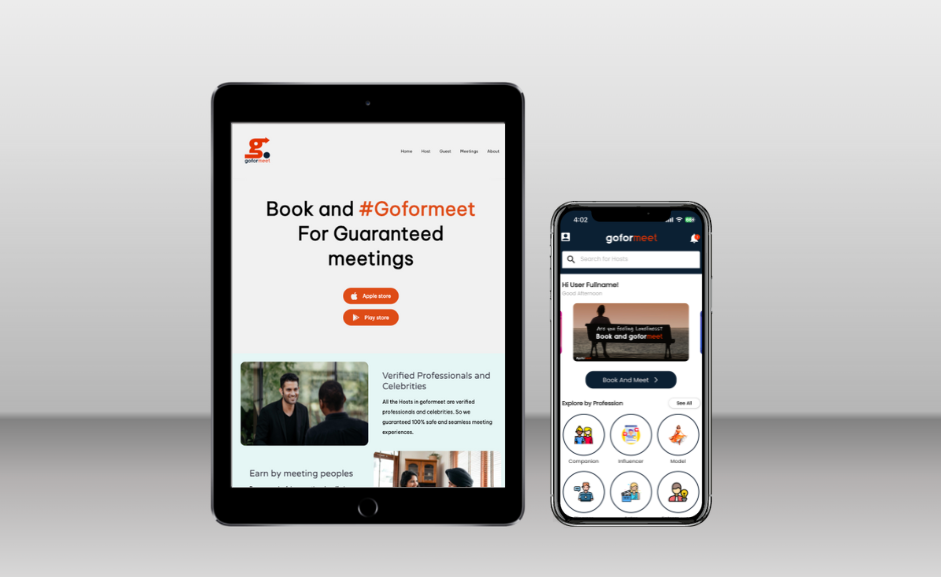 goformeet
Home Host Guest Meetings About
Book and #Goformeet
For Guaranteed
meetings
Apple store
Play store
Verified Professionals and
Celebrities
All the Hosts in goformeet are verified
professionals and celebrities. So we
guaranteed 100% safe and seamless meeting
experiences.
Earn by meeting peoples
4:02
goformeet
Search for Hosts
Hi User Fullname!
Good Afternoon
Are you feeling Loneliness?
Book and goformeet
Book And Meet
Explore by Profession
See All
Companion Influencer Model